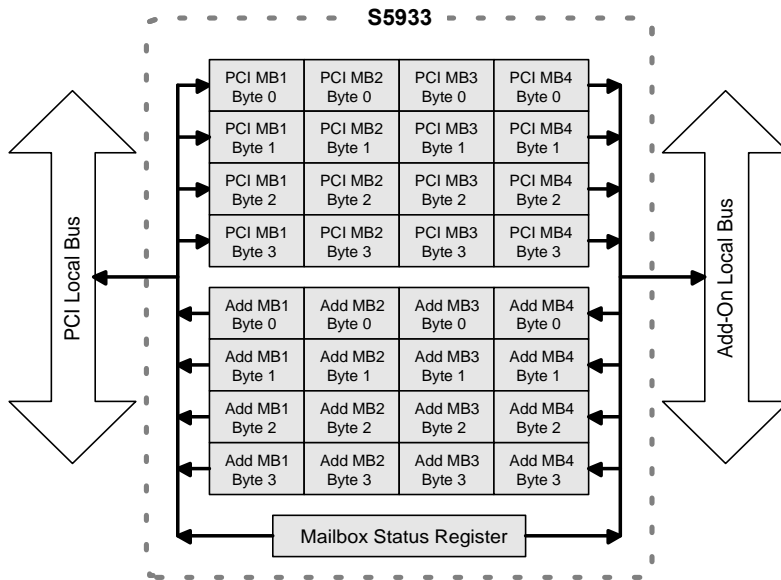 S5933
PCI MB1 Byte 0
PCI MB2 Byte 0
PCI MB3 Byte 0
PCI MB4 Byte 0
PCI MB1 Byte 1
PCI MB2 Byte 1
PCI MB3 Byte 1
PCI MB4 Byte 1
PCI MB1 Byte 2
PCI MB2 Byte 2
PCI MB3 Byte 2
PCI MB4 Byte 2
PCI MB1 Byte 3
PCI MB2 Byte 3
PCI MB3 Byte 3
PCI MB4 Byte 3
PCI Local Bus
Add-On Local Bus
Add MB1 Byte 0
Add MB2 Byte 0
Add MB3 Byte 0
Add MB4 Byte 0
Add MB1 Byte 1
Add MB2 Byte 1
Add MB3 Byte 1
Add MB4 Byte 1
Add MB1 Byte 2
Add MB2 Byte 2
Add MB3 Byte 2
Add MB4 Byte 2
Add MB1 Byte 3
Add MB2 Byte 3
Add MB3 Byte 3
Add MB4 Byte 3
Mailbox Status Register